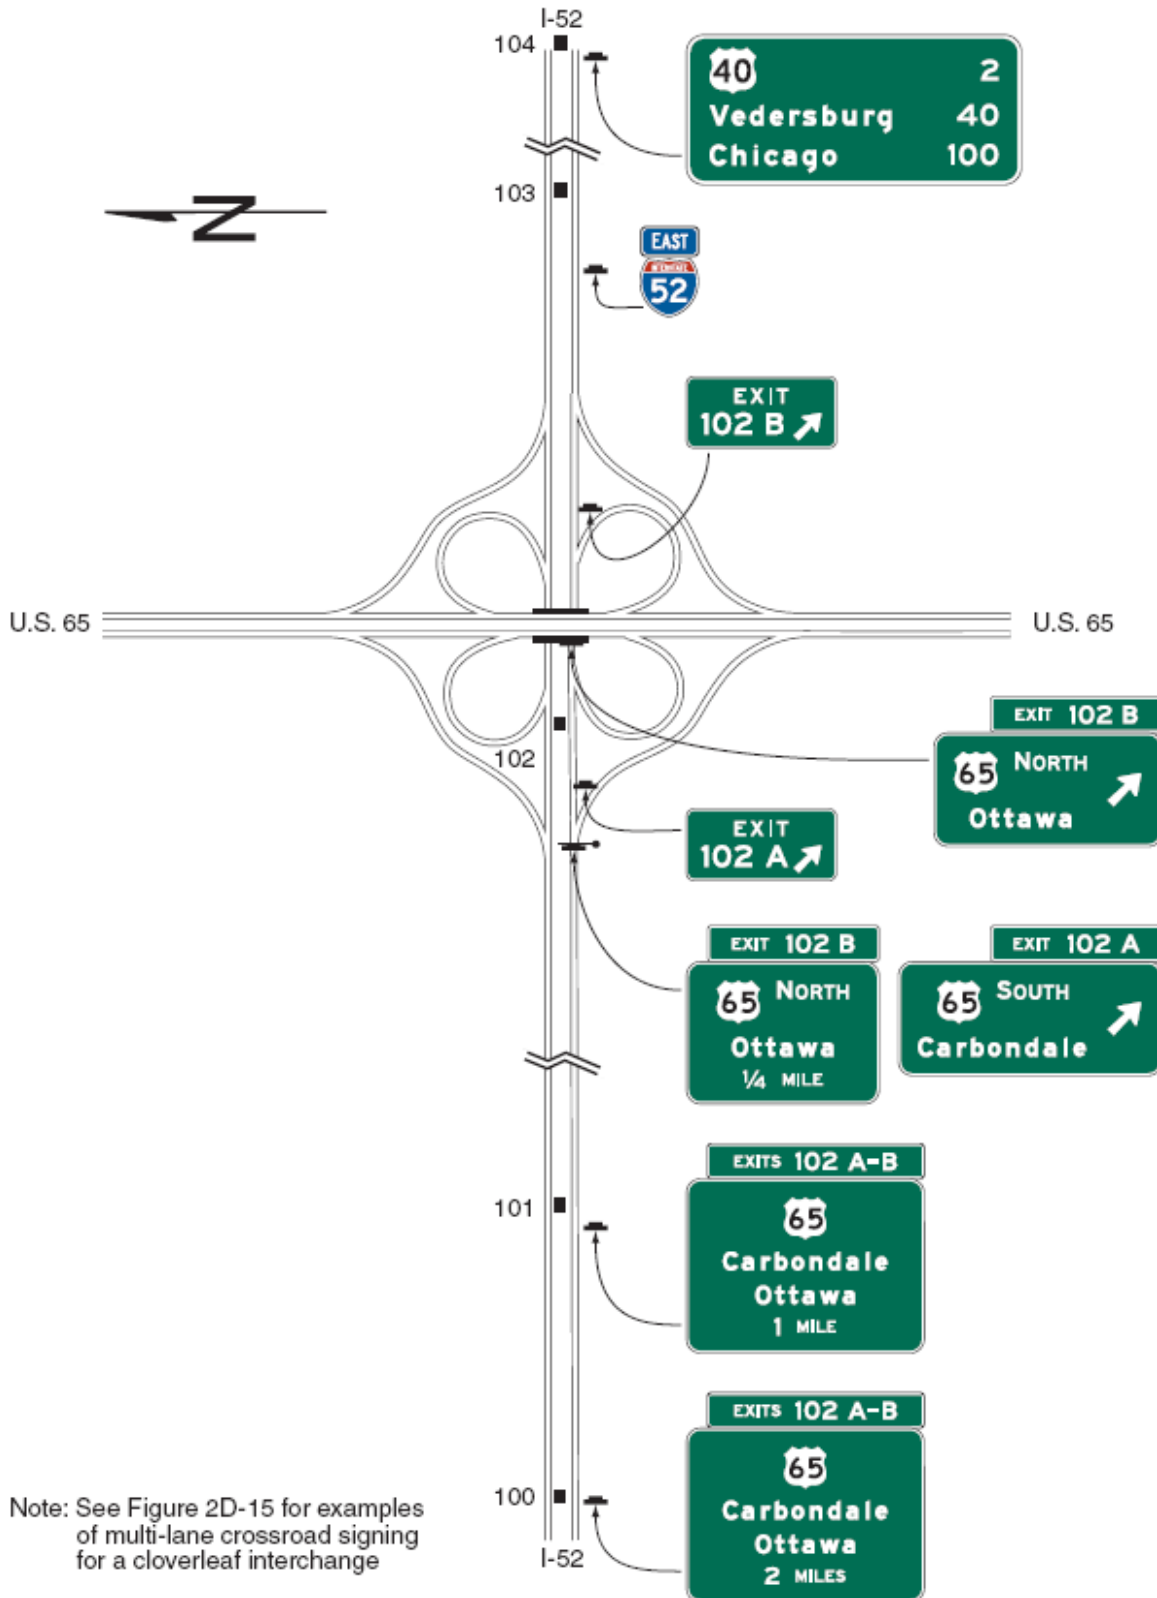 I-52
104
40 2
Vedersburg 40
Chicago 100
103
N
EAST
INTERSTATE
52
EXIT
102 B
U.S. 65
U.S. 65
EXIT 102 B
65 NORTH
Ottawa
102
EXIT
102 A
EXIT 102 B
65 NORTH
Ottawa
1/4 MILE
EXIT 102 A
65 SOUTH
Carbondale
EXITS 102 A-B
65
Carbondale
Ottawa
1 MILE
101
EXITS 102 A-B
65
Carbondale
Ottawa
2 MILES
100
I-52
Note: See Figure 2D-15 for examples
of multi-lane crossroad signing
for a cloverleaf interchange